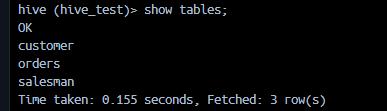 hive (hive_test)> show tables;
OK
customer
orders
salesman
Time taken: 0.155 seconds, Fetched: 3 row(s)